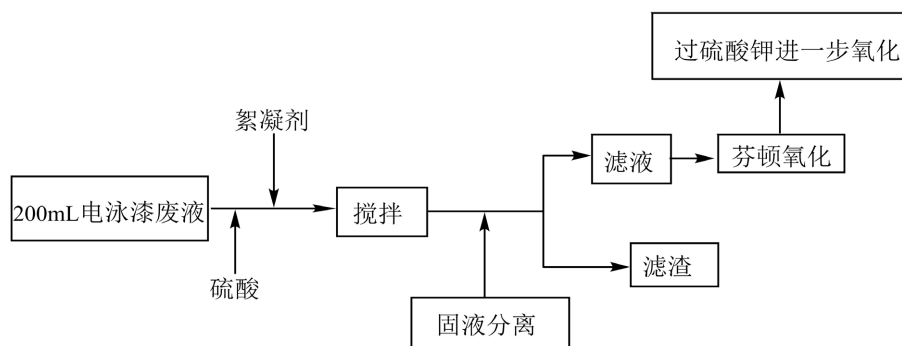 过硫酸钾进一步氧化
絮凝剂
滤液
芬顿氧化
200mL电泳漆废液
搅拌
硫酸
滤渣
固液分离